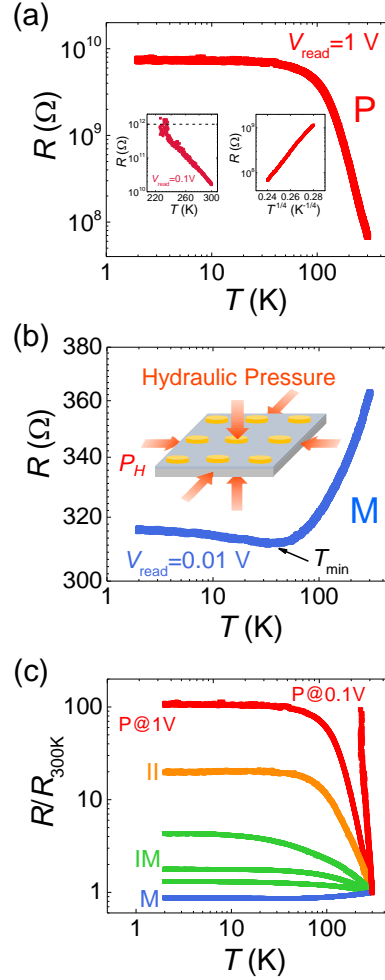 (a)
10^10
10^9
10^8
R (Ω)
V_read=1 V
P
10^12
10^11
10^10
R (Ω)
V_read=0.1V
220 260 300
T (K)
10^9
10^8
R (Ω)
0.24 0.26 0.28
T^1/4 (K^-1/4)
1 10 100
T (K)
(b)
380
360
340
320
300
R (Ω)
Hydraulic Pressure
P_H
M
V_read=0.01 V
T_min
1 10 100
T (K)
(c)
100
10
1
R/R_300K
P@0.1V
P@1V
II
IM
M
1 10 100
T (K)